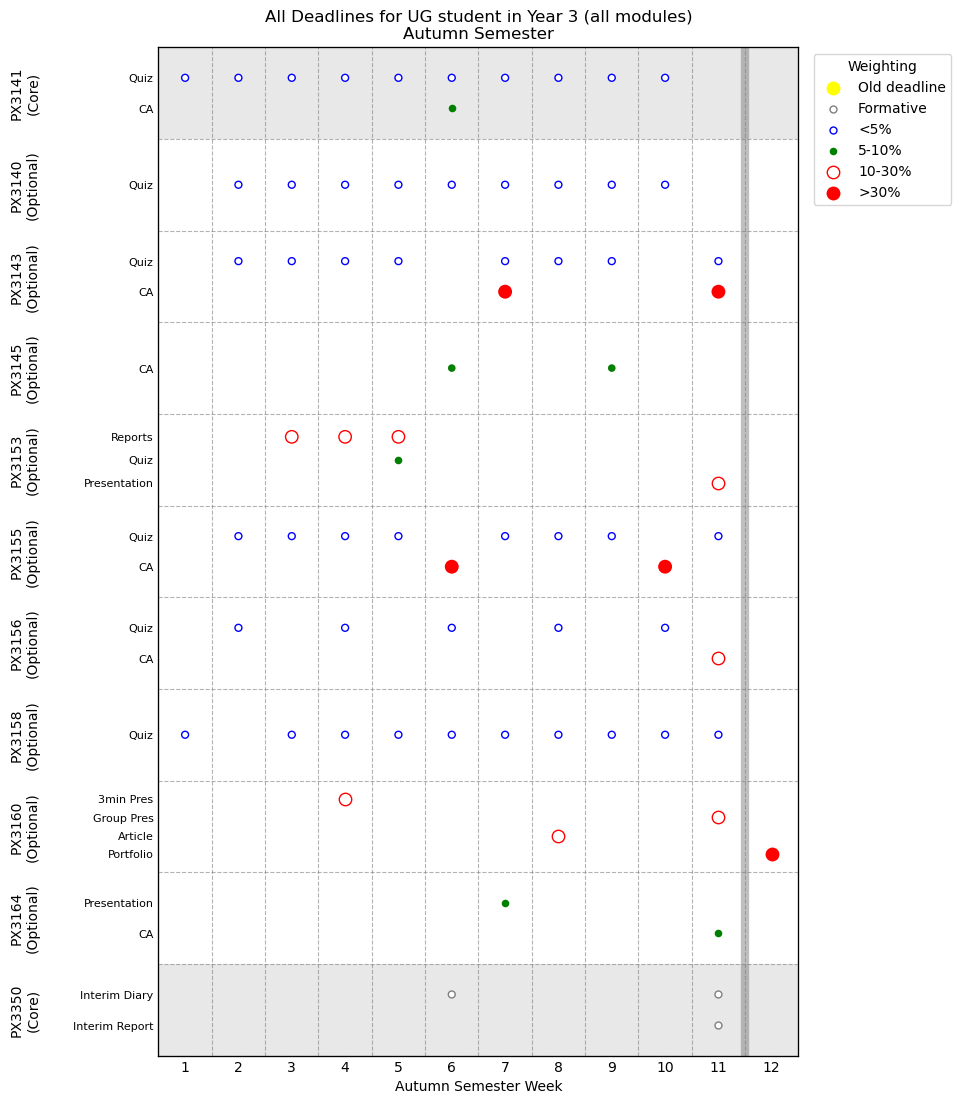 All Deadlines for UG student in Year 3 (all modules)
Autumn Semester
Weighting
Old deadline
Formative
<5%
5-10%
10-30%
>30%
PX3141
(Core)
Quiz
CA
PX3140
(Optional)
Quiz
PX3143
(Optional)
Quiz
CA
PX3145
(Optional)
CA
PX3153
(Optional)
Reports
Quiz
Presentation
PX3155
(Optional)
Quiz
CA
PX3156
(Optional)
Quiz
CA
PX3158
(Optional)
Quiz
PX3160
(Optional)
3min Pres
Group Pres
Article
Portfolio
PX3164
(Optional)
Presentation
CA
PX3350
(Core)
Interim Diary
Interim Report
1 2 3 4 5 6 7 8 9 10 11 12
Autumn Semester Week